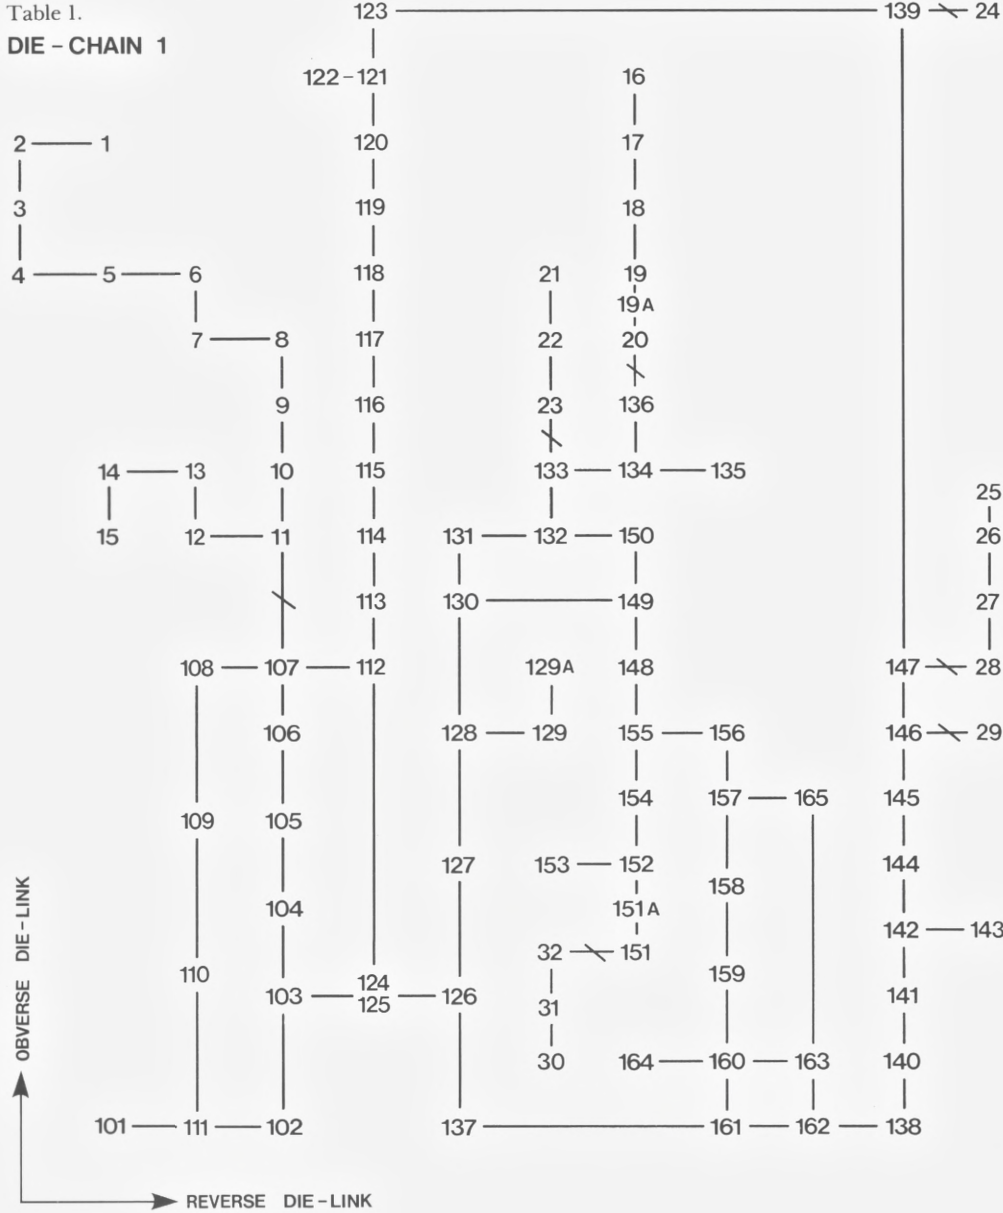 Table 1.
DIE-CHAIN 1
123 139 24
122 121 16
2 1 120 17
3 119 18
4 5 6 118 21 19
19A
7 8 117 22 20
9 116 23 136
14 13 10 115 133 134 135
25
15 12 11 114 131 132 150 26
113 130 149 27
108 107 112 129A 148 147 28
106 128 129 155 156 146 29
154 157 165 145
109 105
127 153 152 144
158
104 151A
142 143
32 151
110 124 159
103 125 126 141
31
30 164 160 163 140
101 111 102 137 161 162 138
OBVERSE DIE-LINK
REVERSE DIE-LINK